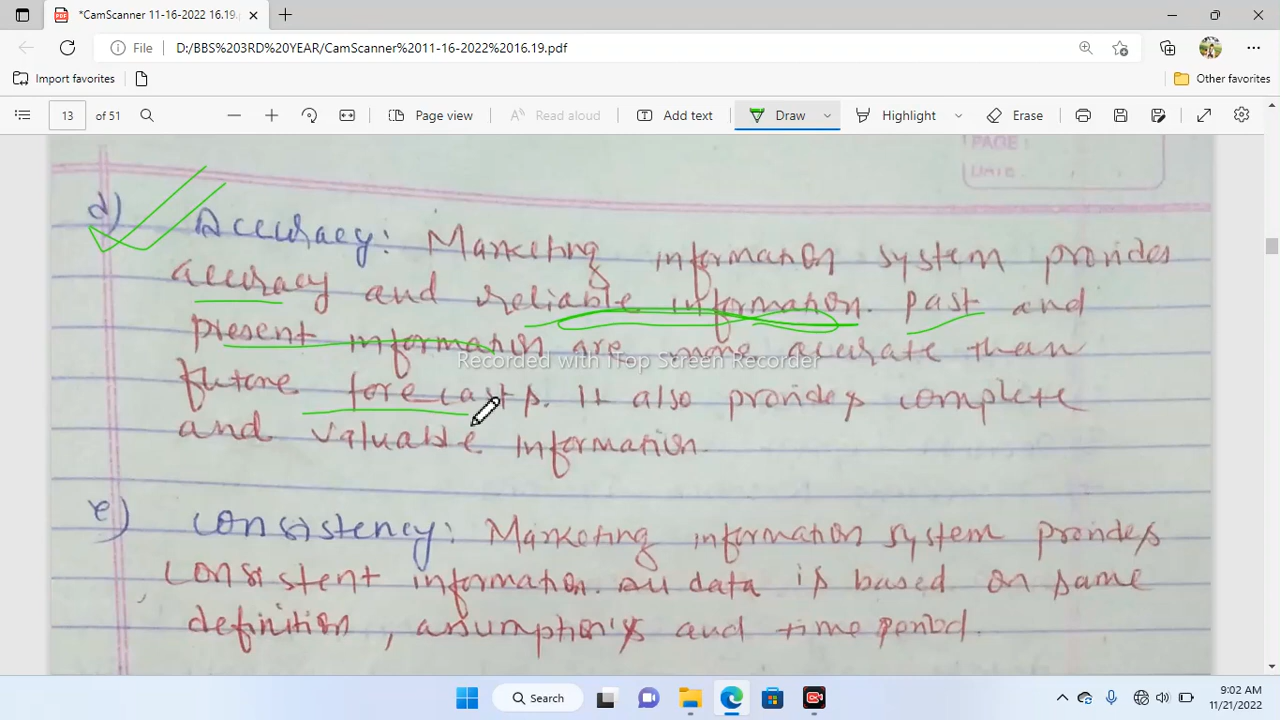 *CamScanner 11-16-2022 16.19.p
File D:/BBS%203RD%20YEAR/CamScanner%2011-16-2022%2016.19.pdf
Import favorites
Other favorites
13 of 51 Page view Read aloud Add text Draw Highlight Erase
PAGE:
DATE:
d) Accuracy: Marketing information system provides
accuracy and reliable information. Past and
present information are more accurate than
future forecasts. It also provides complete
and valuable information.
Recorded with iTop Screen Recorder
e) Consistency: Marketing information system provides
consistent information. All data is based on same
definition, assumption's and time period.
Search
9:02 AM
11/21/2022